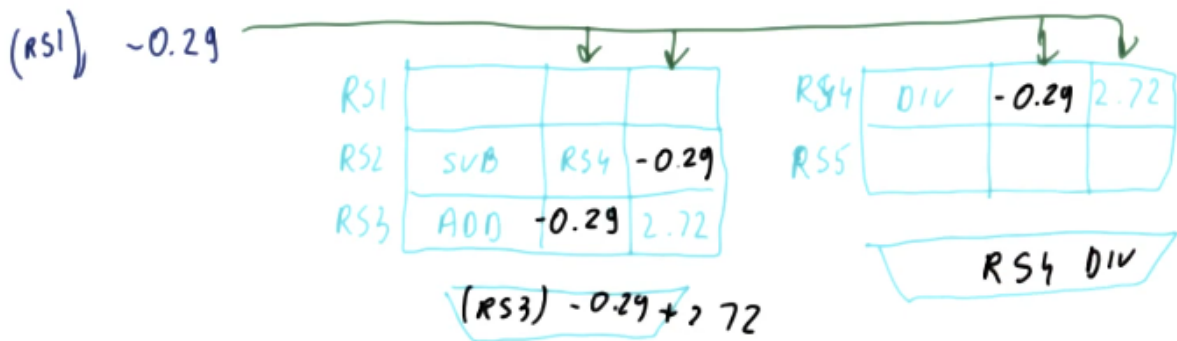 (RS1), -0.29
RS1
RS2 SUB RS4 -0.29
RS3 ADD -0.29 2.72
(RS3) -0.29 + 2 72
RS4 DIV -0.29 2.72
RS5
RS4 DIV